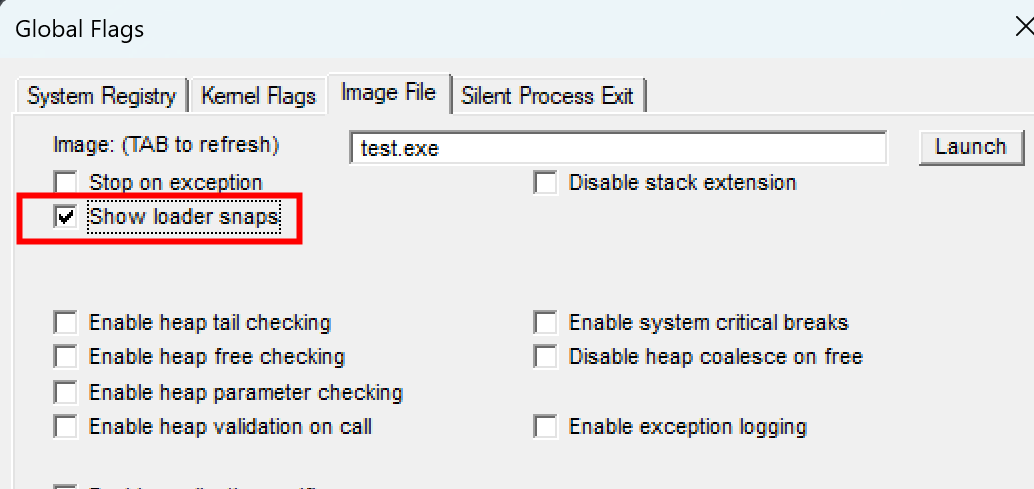 Global Flags
System Registry Kernel Flags Image File Silent Process Exit
Image: (TAB to refresh) test.exe Launch
Stop on exception Disable stack extension
Show loader snaps
Enable heap tail checking Enable system critical breaks
Enable heap free checking Disable heap coalesce on free
Enable heap parameter checking
Enable heap validation on call Enable exception logging